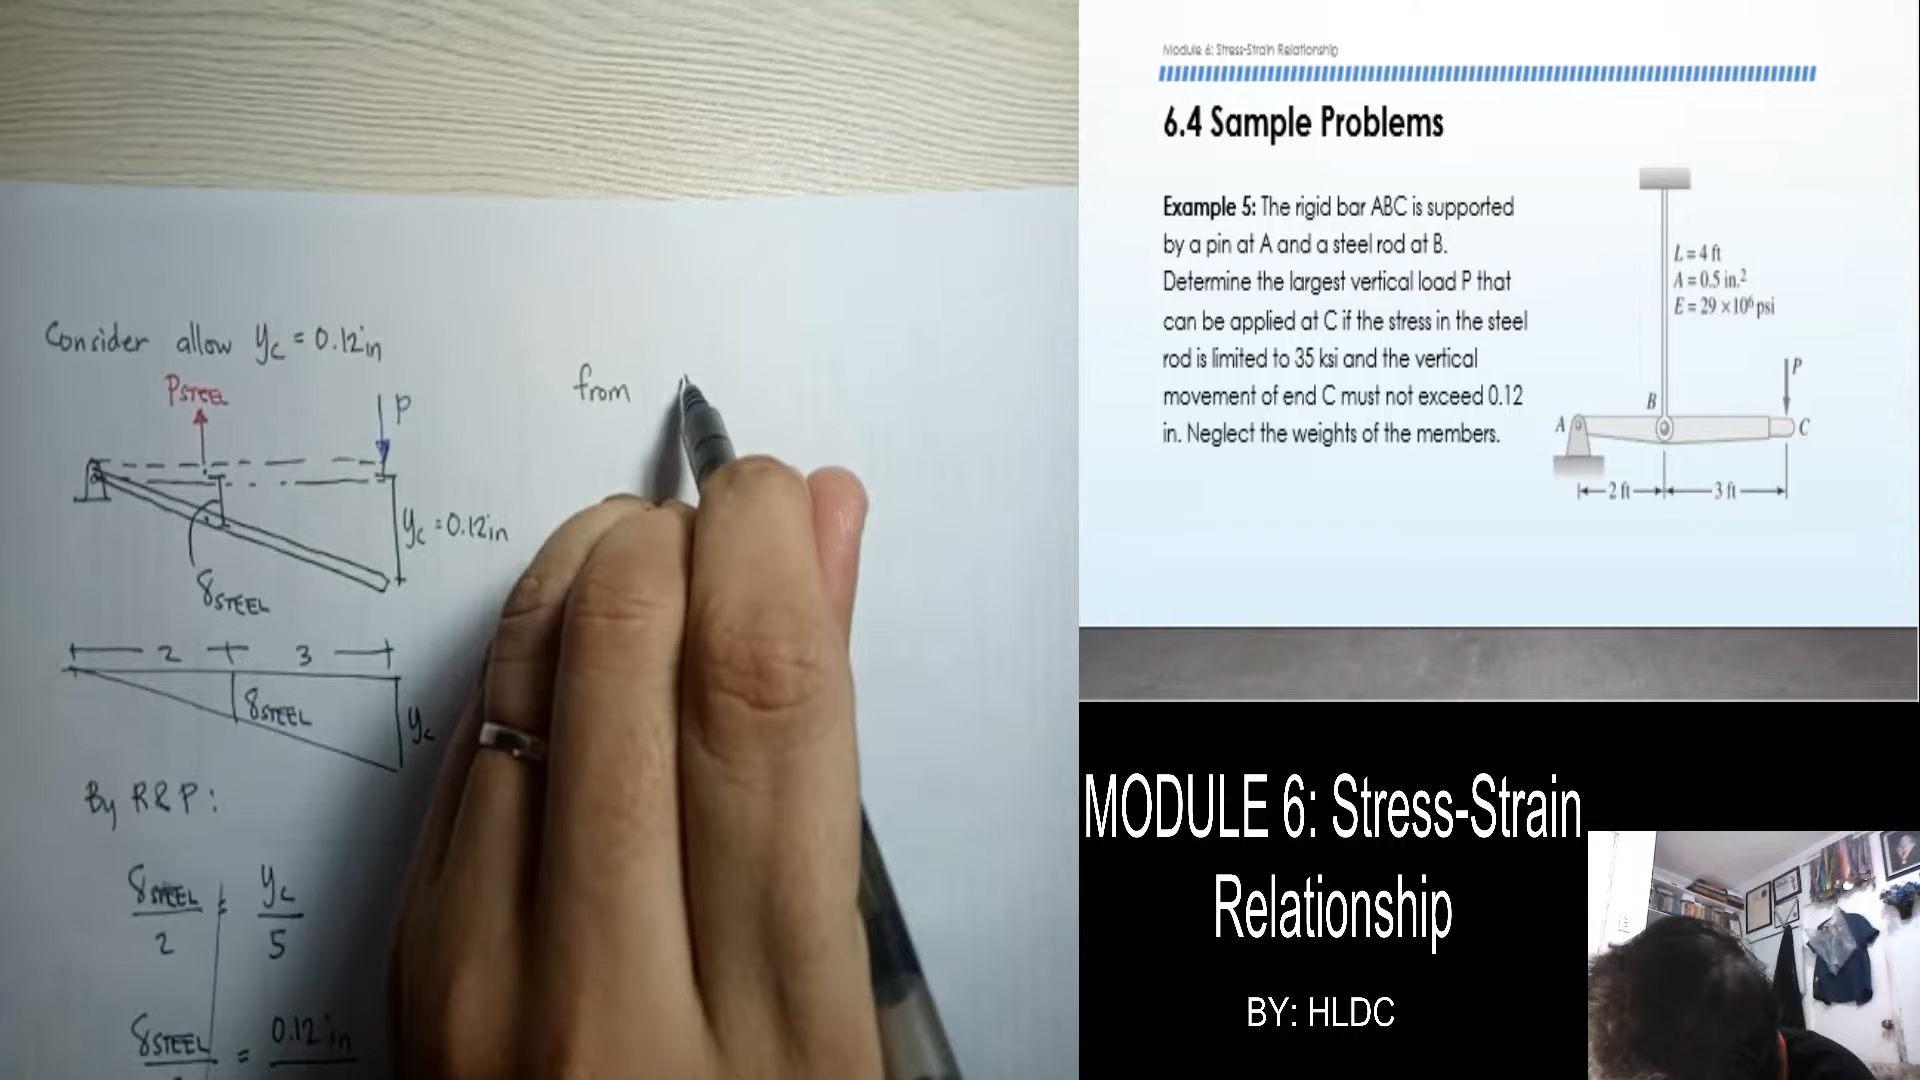 Consider allow yc = 0.12in
PSTEEL
P
yc = 0.12in
δSTEEL
2 3
δSTEEL
yc
By R&P:
δSTEEL / 2 = yc / 5
δSTEEL = 0.12in
from
Module 6: Stress-Strain Relationship
6.4 Sample Problems
Example 5: The rigid bar ABC is supported
by a pin at A and a steel rod at B.
Determine the largest vertical load P that
can be applied at C if the stress in the steel
rod is limited to 35 ksi and the vertical
movement of end C must not exceed 0.12
in. Neglect the weights of the members.
L = 4 ft
A = 0.5 in.²
E = 29 ×10⁶ psi
P
B
A
C
2 ft 3 ft
MODULE 6: Stress-Strain
Relationship
BY: HLDC